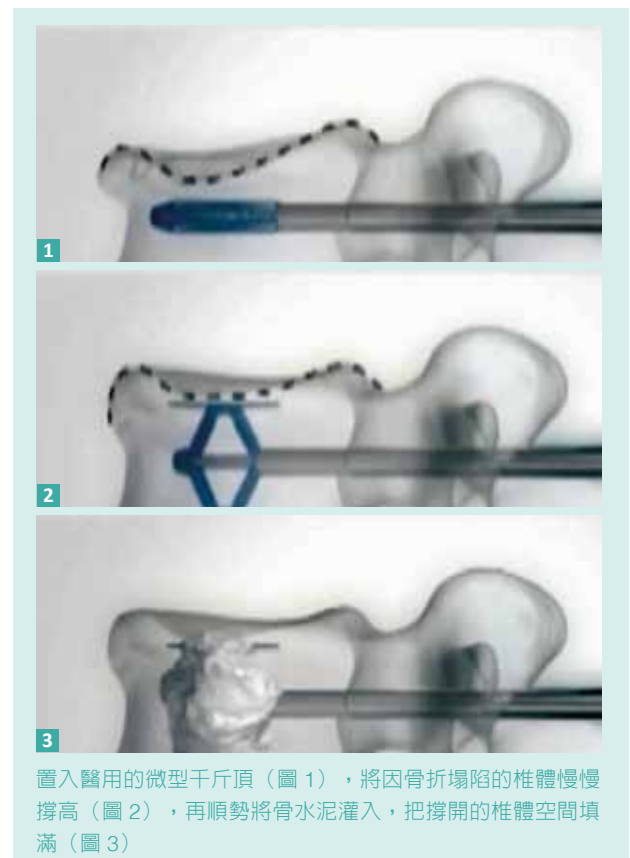 1
2
3
置入醫用的微型千斤頂（圖 1），將因骨折塌陷的椎體慢慢
撐高（圖 2），再順勢將骨水泥灌入，把撐開的椎體空間填
滿（圖 3）